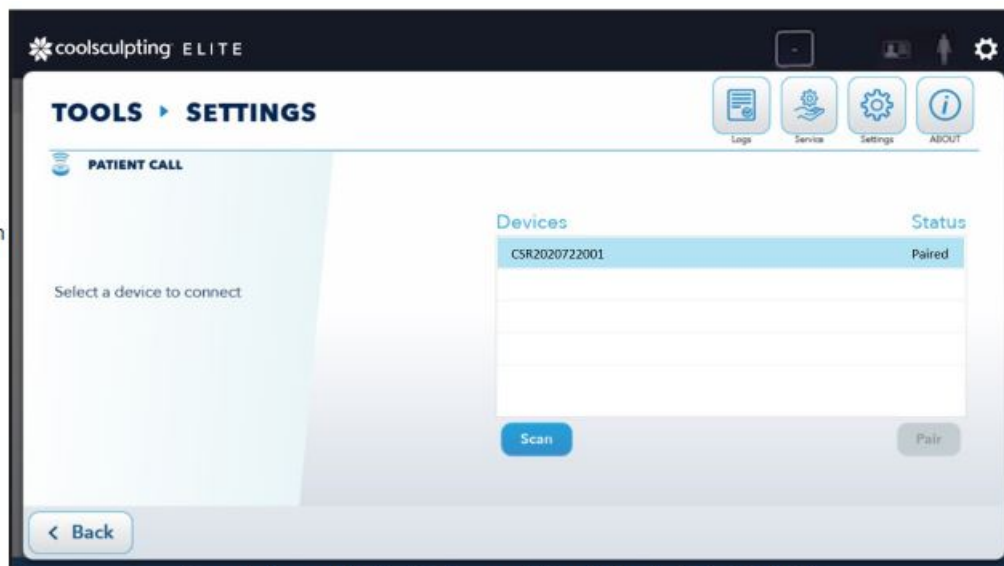 coolsculpting ELITE
-
TOOLS ▸ SETTINGS
Logs Service Settings ABOUT
PATIENT CALL
n
Devices Status
CSR2020722001 Paired
Select a device to connect
Scan Pair
< Back